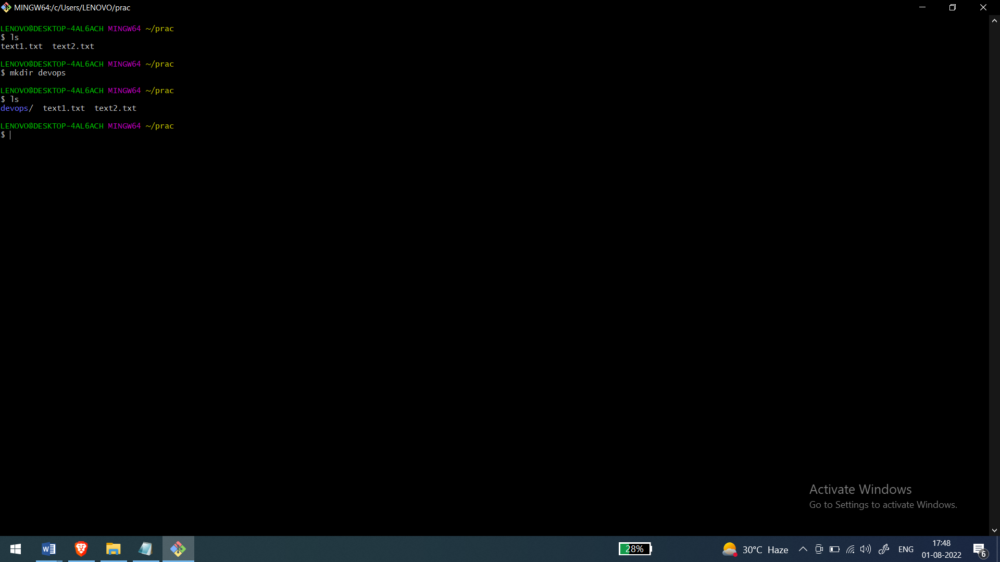 MINGW64:/c/Users/LENOVO/prac
LENOVO@DESKTOP-4AL6ACH MINGW64 ~/prac
$ ls
text1.txt  text2.txt
LENOVO@DESKTOP-4AL6ACH MINGW64 ~/prac
$ mkdir devops
LENOVO@DESKTOP-4AL6ACH MINGW64 ~/prac
$ ls
devops/  text1.txt  text2.txt
LENOVO@DESKTOP-4AL6ACH MINGW64 ~/prac
$
Activate Windows
Go to Settings to activate Windows.
W
28%
30°C Haze
ENG
17:48
01-08-2022
6